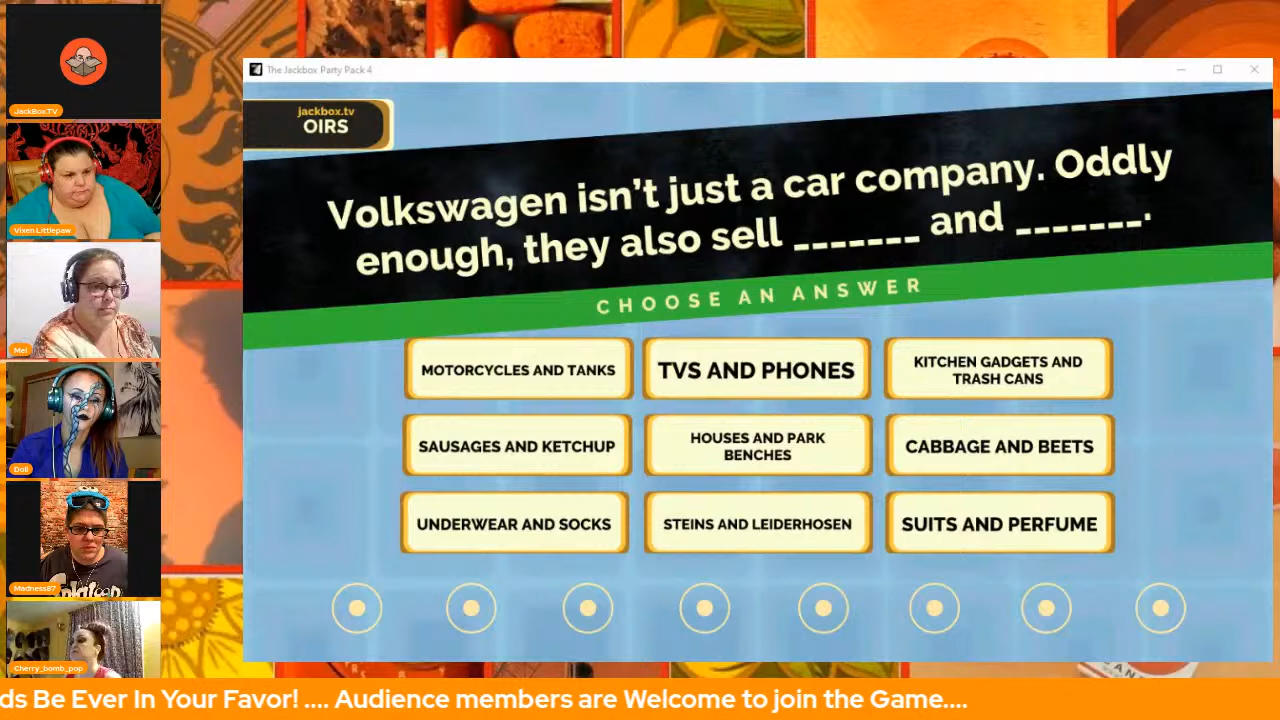 JackBox.TV
Vixen Littlepaw
Mel
Doll
Madness87
Cherry_bomb_pop
The Jackbox Party Pack 4
jackbox.tv
OIRS
Volkswagen isn't just a car company. Oddly
enough, they also sell _______ and _______.
CHOOSE AN ANSWER
MOTORCYCLES AND TANKS
TVS AND PHONES
KITCHEN GADGETS AND
TRASH CANS
SAUSAGES AND KETCHUP
HOUSES AND PARK
BENCHES
CABBAGE AND BEETS
UNDERWEAR AND SOCKS
STEINS AND LEIDERHOSEN
SUITS AND PERFUME
ds Be Ever In Your Favor! .... Audience members are Welcome to join the Game....